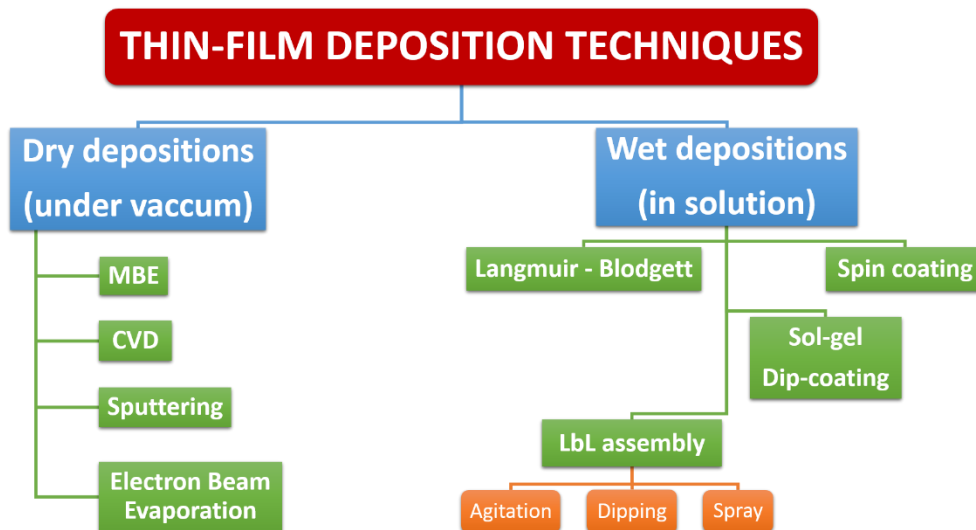 THIN-FILM DEPOSITION TECHNIQUES
Dry depositions
(under vaccum)
MBE
CVD
Sputtering
Electron Beam
Evaporation
Wet depositions
(in solution)
Langmuir - Blodgett
Spin coating
Sol-gel
Dip-coating
LbL assembly
Agitation
Dipping
Spray